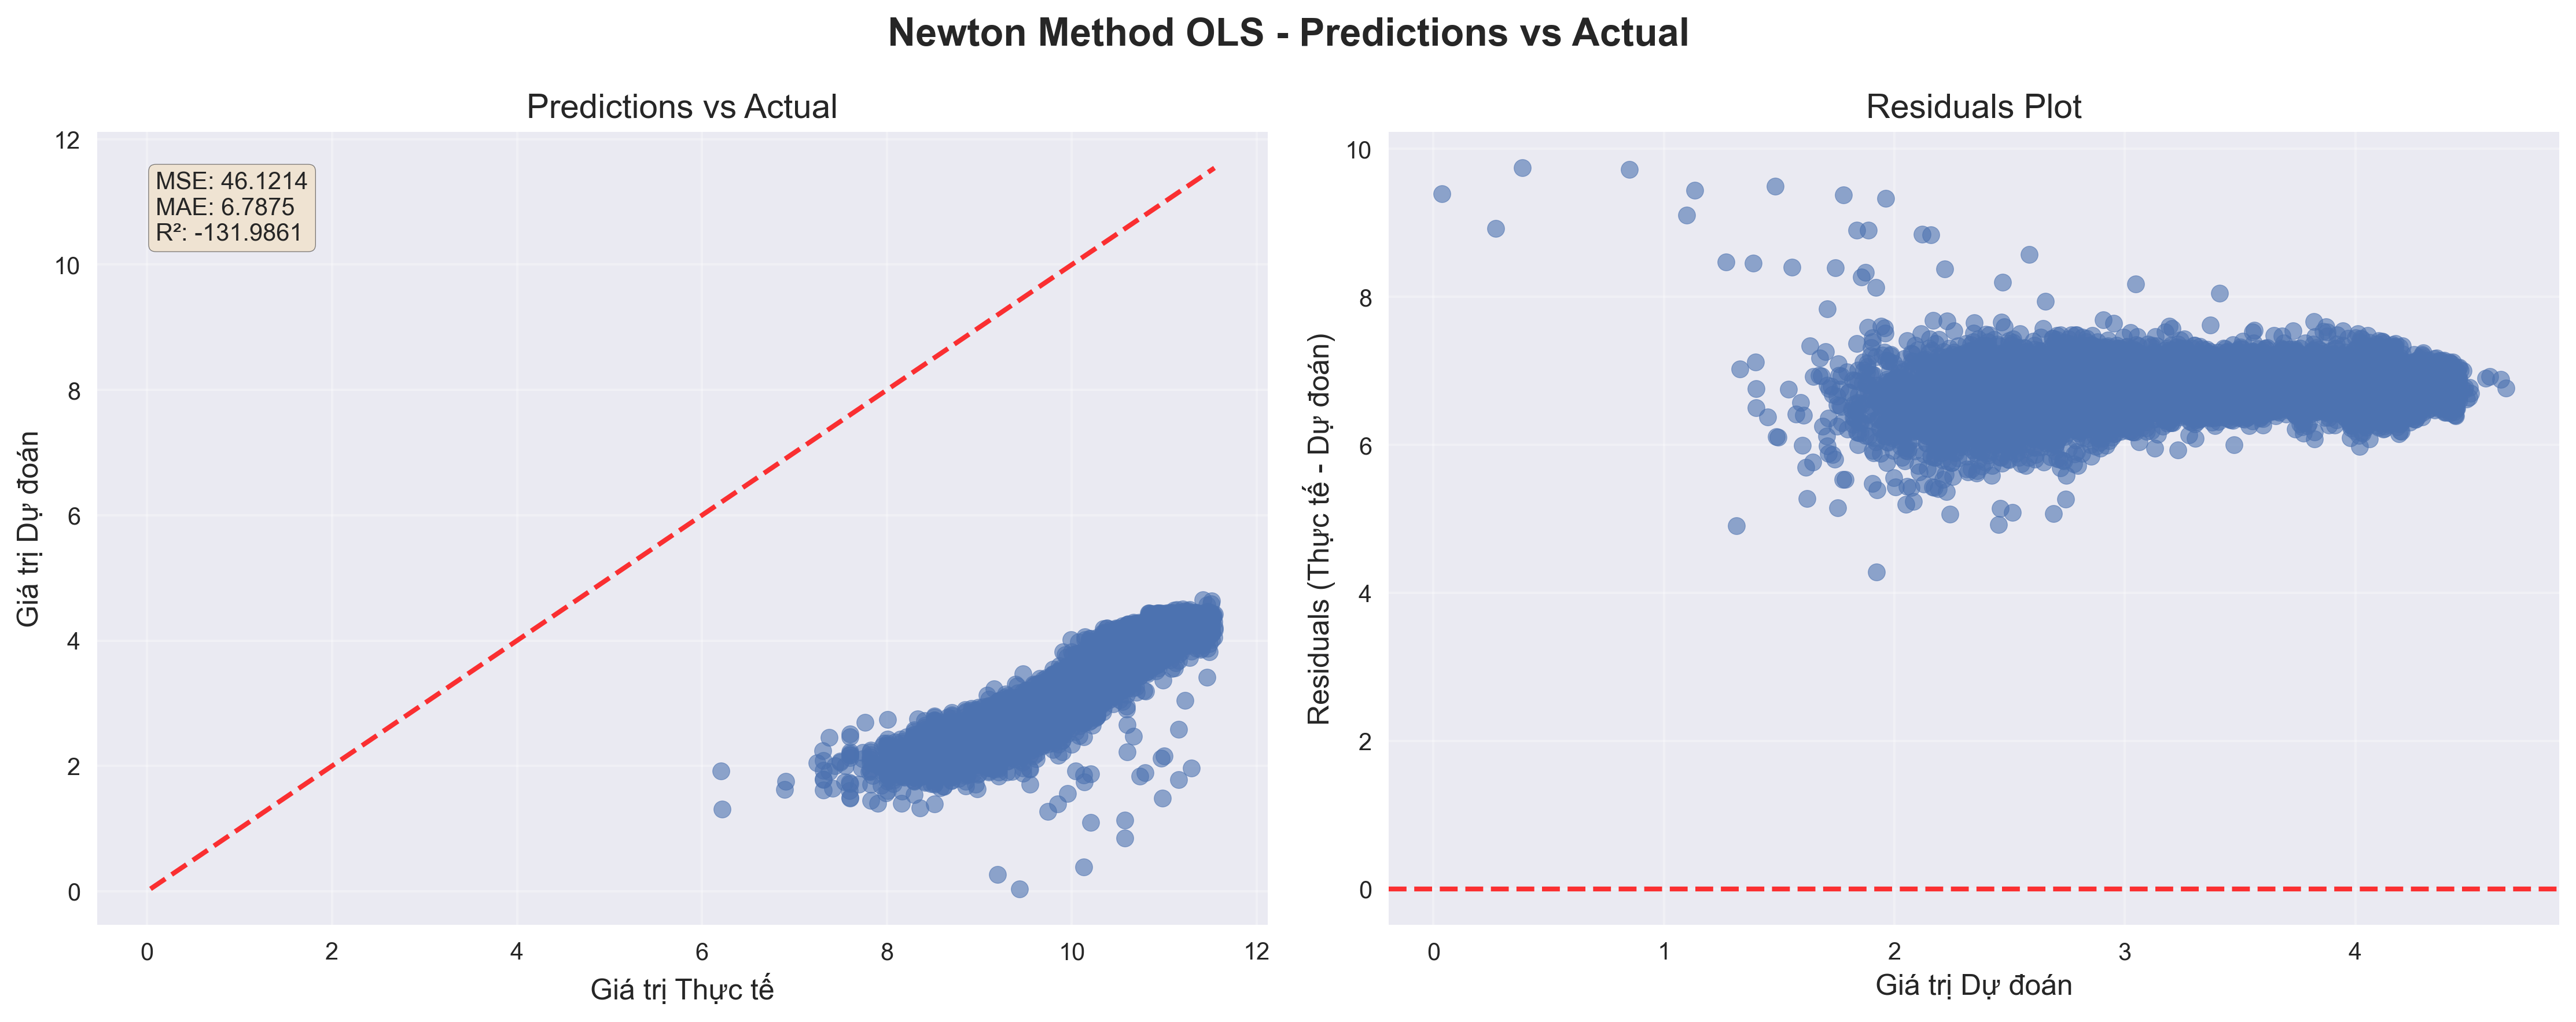 Newton Method OLS - Predictions vs Actual
Predictions vs Actual
12
10
8
6
4
2
0
Giá trị Dự đoán
MSE: 46.1214
MAE: 6.7875
R²: -131.9861
0 2 4 6 8 10 12
Giá trị Thực tế
Residuals Plot
10
8
6
4
2
0
Residuals (Thực tế - Dự đoán)
0 1 2 3 4
Giá trị Dự đoán